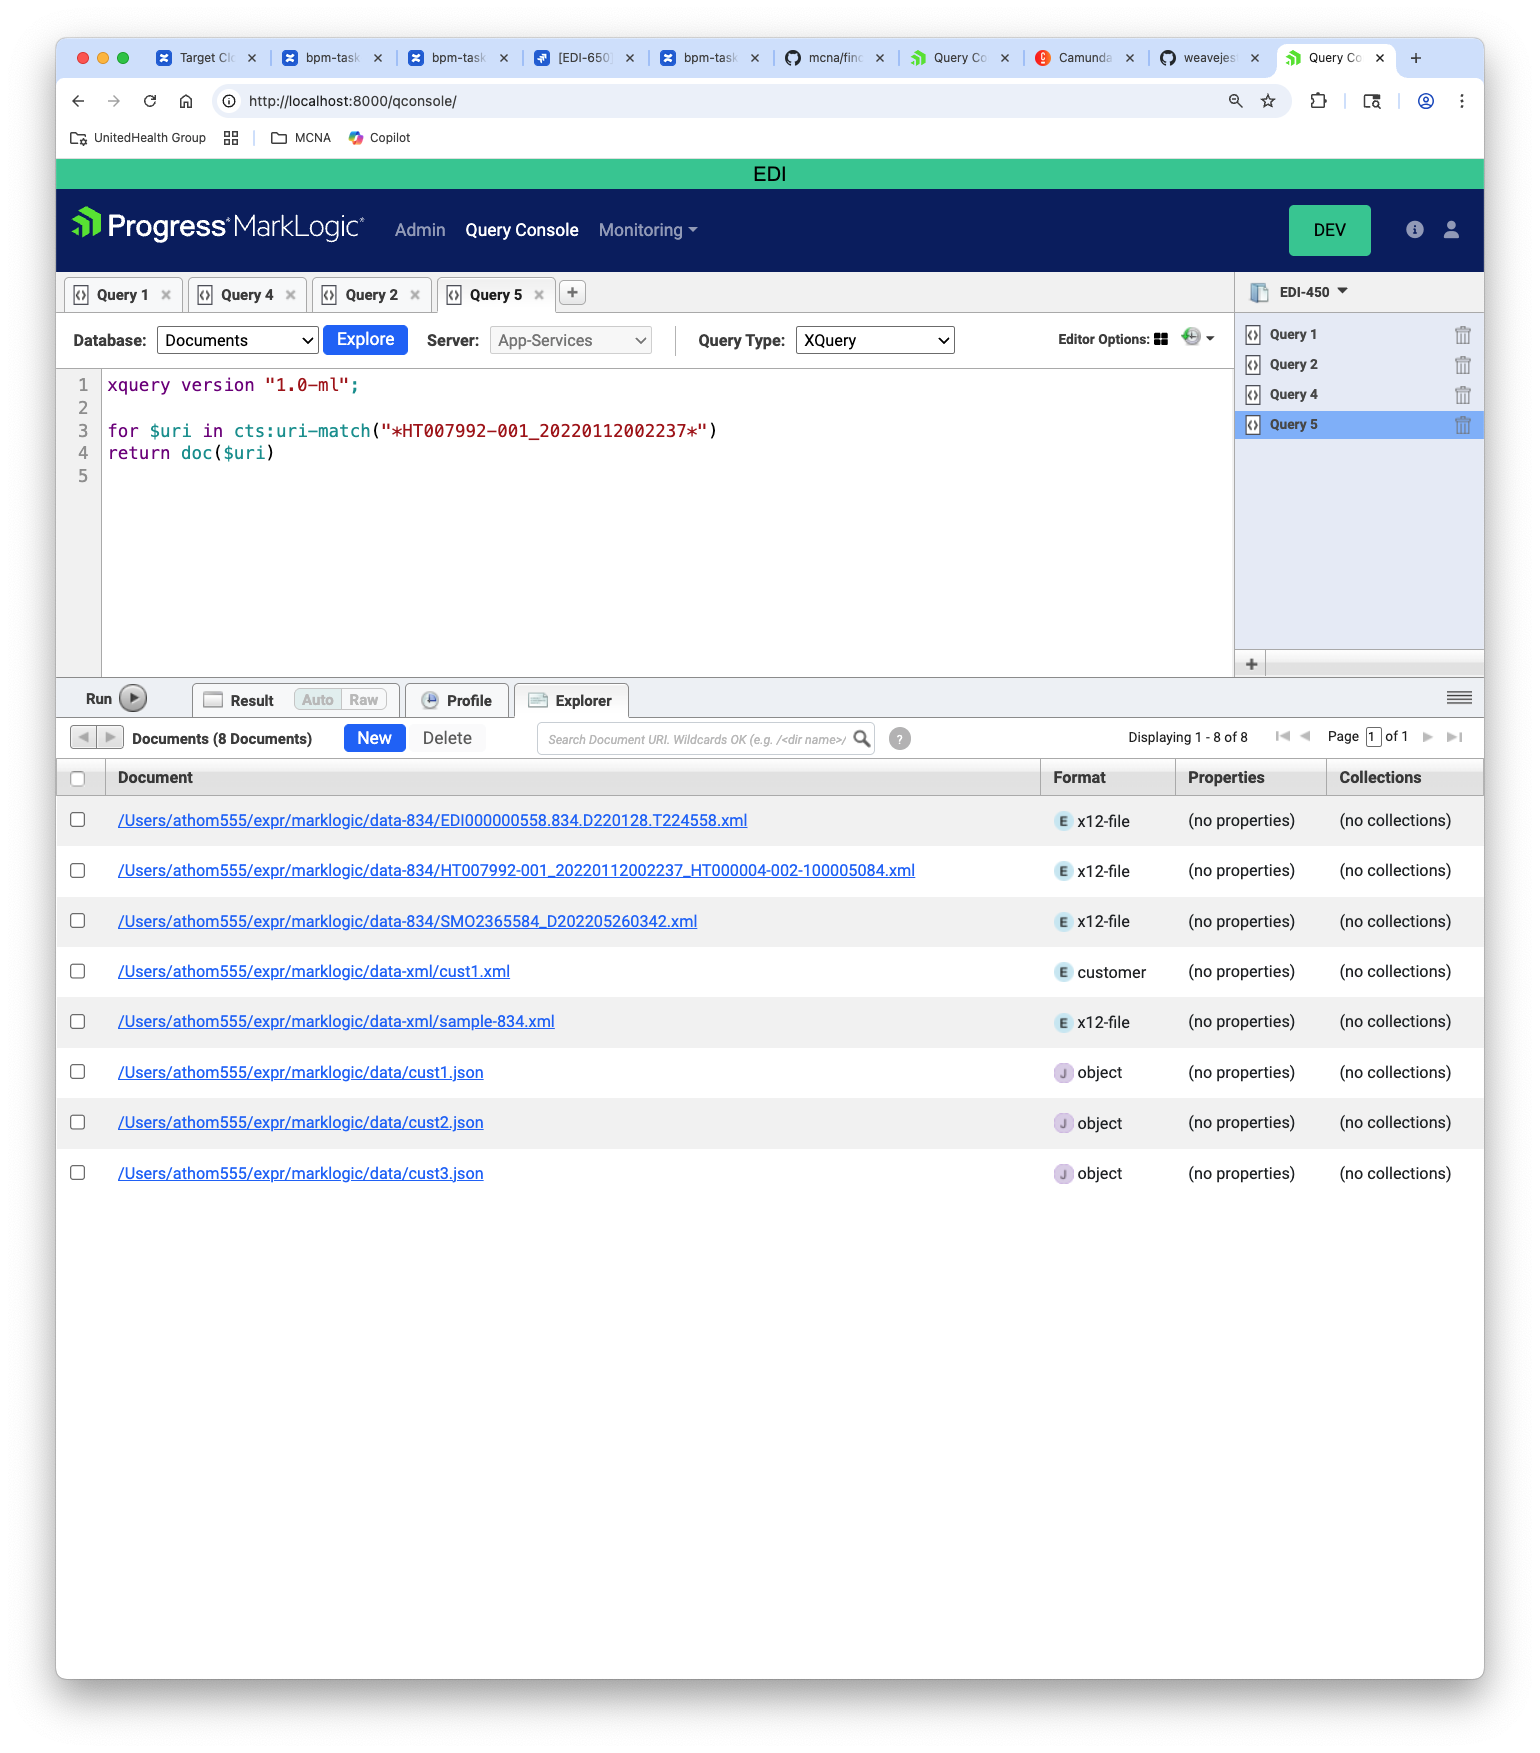 Target Clo
bpm-task
bpm-task
[EDI-650]
bpm-task
mcna/finc
Query Co
Camunda
weavejes
Query Co
http://localhost:8000/qconsole/
UnitedHealth Group
MCNA
Copilot
EDI
Progress MarkLogic
Admin
Query Console
Monitoring
DEV
Query 1
Query 4
Query 2
Query 5
EDI-450
Database:
Documents
Explore
Server:
App-Services
Query Type:
XQuery
Editor Options:
Query 1
Query 2
Query 4
Query 5
1 xquery version "1.0-ml";
2
3 for $uri in cts:uri-match("*HT007992-001_20220112002237*")
4 return doc($uri)
5
Run
Result
Auto
Raw
Profile
Explorer
Documents (8 Documents)
New
Delete
Search Document URI. Wildcards OK (e.g. /<dir name>/
?
Displaying 1 - 8 of 8
Page 1 of 1
Document Format Properties Collections
/Users/athom555/expr/marklogic/data-834/EDI000000558.834.D220128.T224558.xml E x12-file (no properties) (no collections)
/Users/athom555/expr/marklogic/data-834/HT007992-001_20220112002237_HT000004-002-100005084.xml E x12-file (no properties) (no collections)
/Users/athom555/expr/marklogic/data-834/SMO2365584_D202205260342.xml E x12-file (no properties) (no collections)
/Users/athom555/expr/marklogic/data-xml/cust1.xml E customer (no properties) (no collections)
/Users/athom555/expr/marklogic/data-xml/sample-834.xml E x12-file (no properties) (no collections)
/Users/athom555/expr/marklogic/data/cust1.json J object (no properties) (no collections)
/Users/athom555/expr/marklogic/data/cust2.json J object (no properties) (no collections)
/Users/athom555/expr/marklogic/data/cust3.json J object (no properties) (no collections)